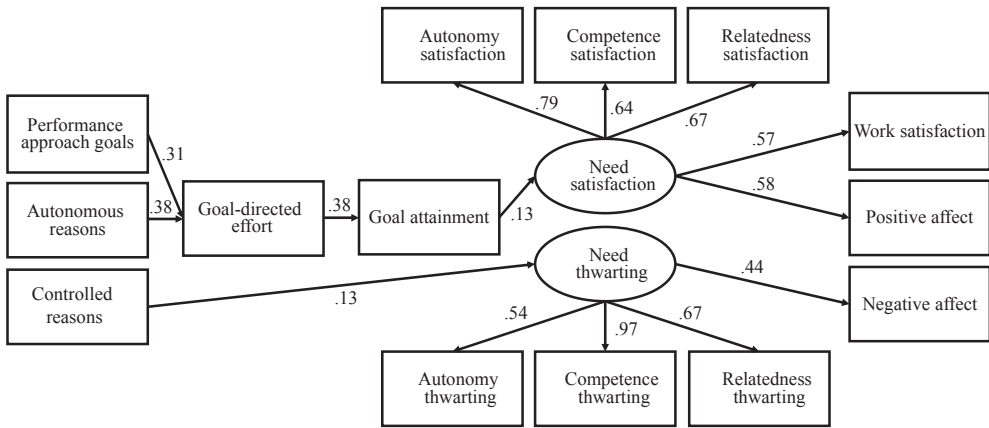 Autonomy
satisfaction
Competence
satisfaction
Relatedness
satisfaction
.79
.64
.67
Performance
approach goals
.31
Autonomous
reasons
.38
Goal-directed
effort
.38
Goal attainment
.13
Need
satisfaction
.57
Work satisfaction
.58
Positive affect
Controlled
reasons
.13
Need
thwarting
.44
Negative affect
.54
.97
.67
Autonomy
thwarting
Competence
thwarting
Relatedness
thwarting